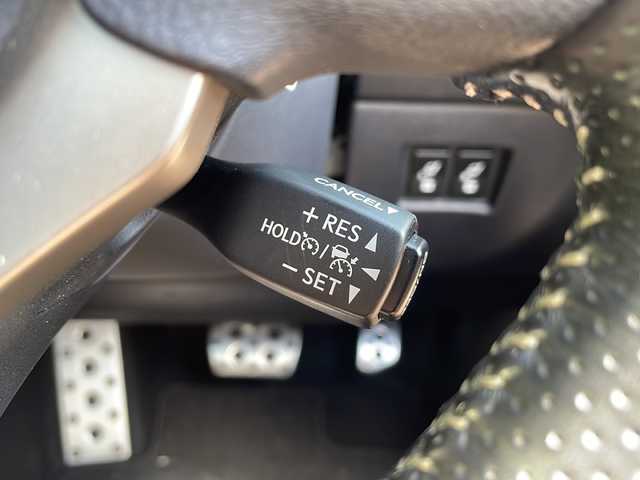 CANCEL▼
+ RES ▲
HOLD / ◀
− SET ▼